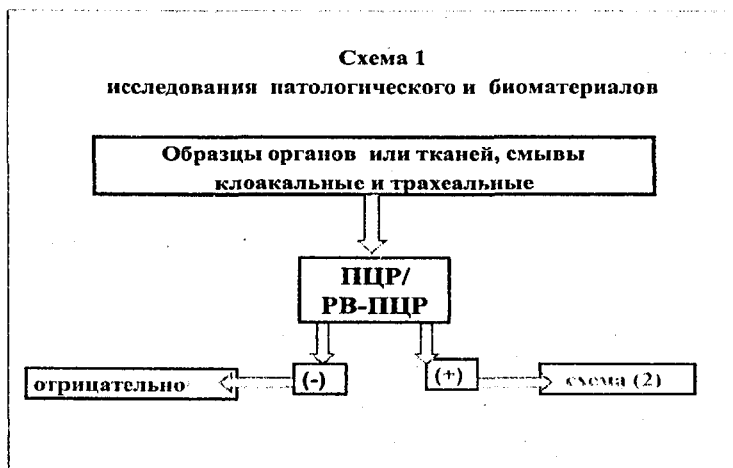 Схема 1
исследования патологического и биоматериалов
Образцы органов или тканей, смывы
клоакальные и трахеальные
ПЦР/
РВ-ПЦР
отрицательно
(-)
(+)
схема (2)